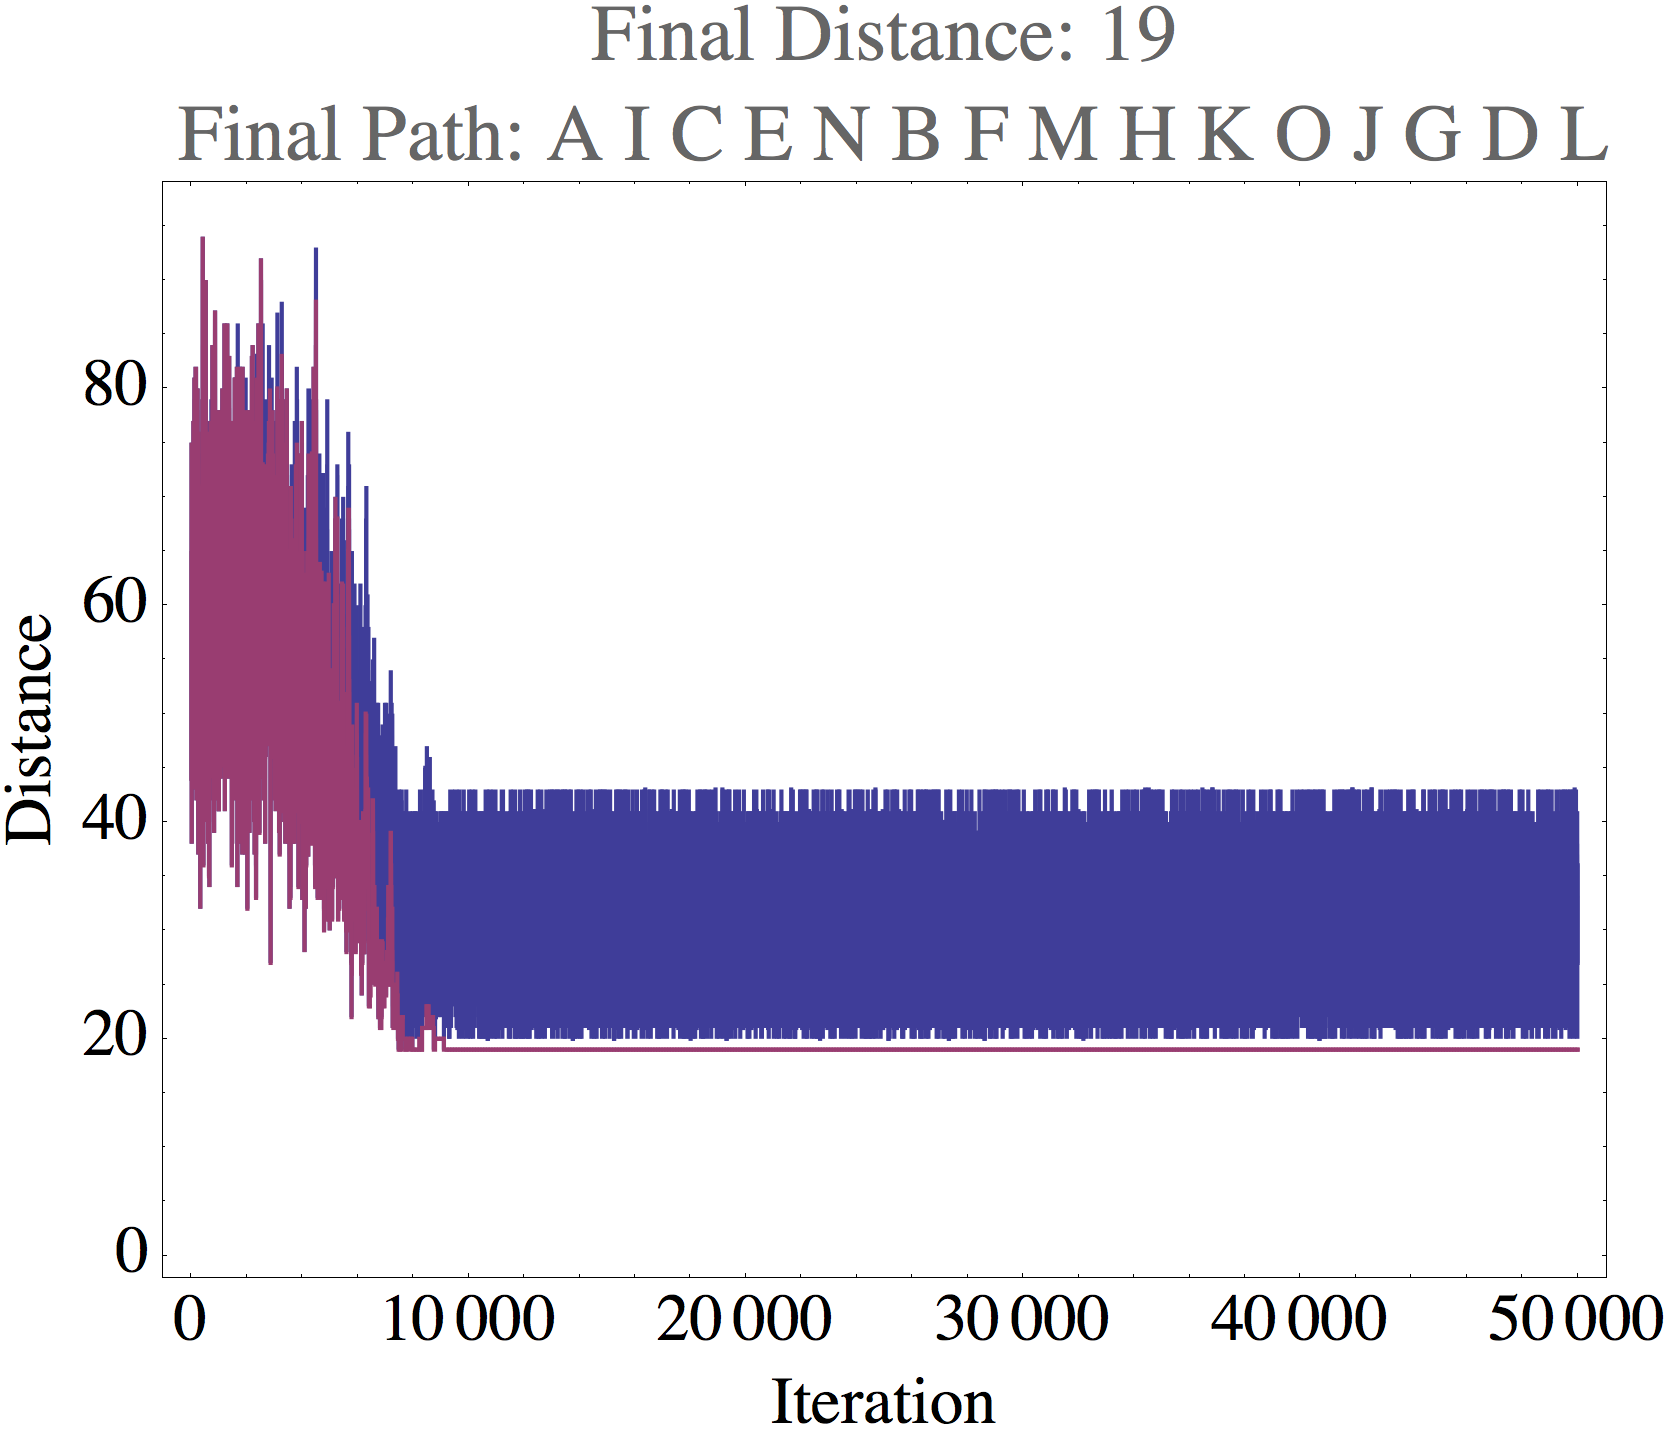 Final Distance: 19
Final Path: A I C E N B F M H K O J G D L
80
60
40
20
0
Distance
0 10 000 20 000 30 000 40 000 50 000
Iteration